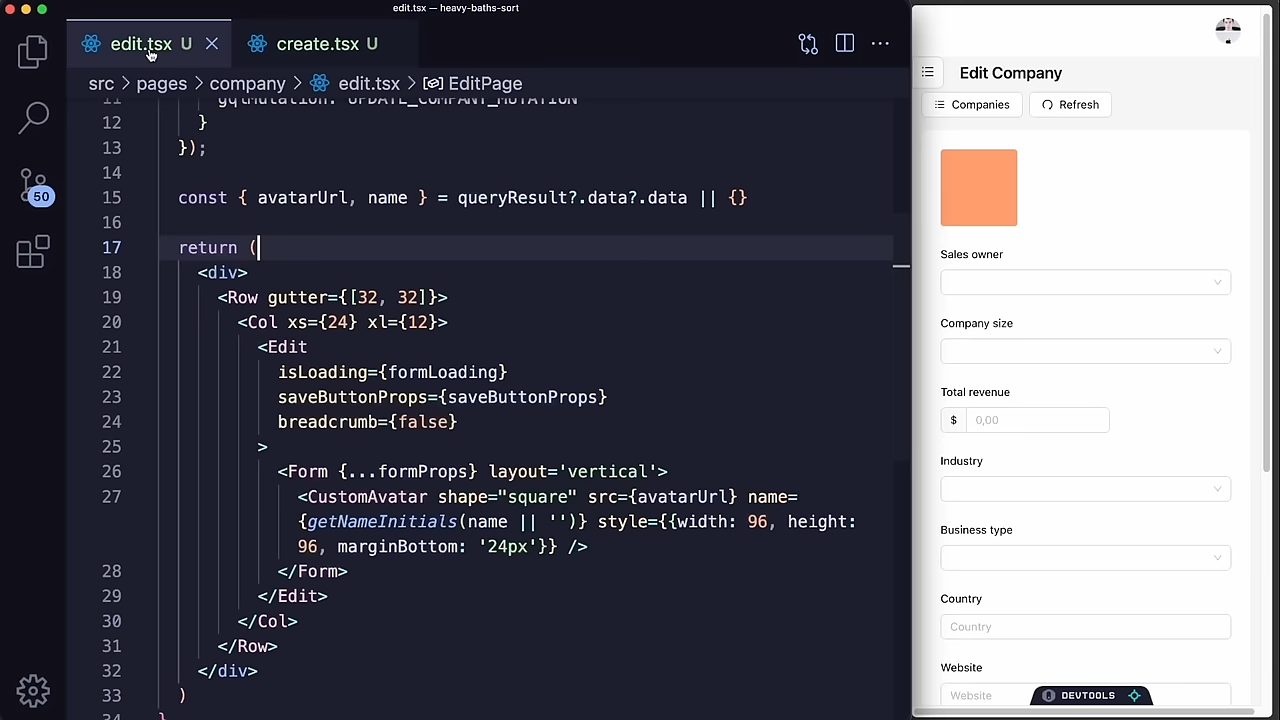 edit.tsx — heavy-baths-sort
edit.tsx U
create.tsx U
src > pages > company > edit.tsx > EditPage
11 gqlMutation: UPDATE_COMPANY_MUTATION
12 }
13 });
14
15 const { avatarUrl, name } = queryResult?.data?.data || {}
16
17 return (
18 <div>
19 <Row gutter={[32, 32]}>
20 <Col xs={24} xl={12}>
21 <Edit
22 isLoading={formLoading}
23 saveButtonProps={saveButtonProps}
24 breadcrumb={false}
25 >
26 <Form {...formProps} layout='vertical'>
27 <CustomAvatar shape="square" src={avatarUrl} name=
{getNameInitials(name || '')} style={{width: 96, height:
96, marginBottom: '24px'}} />
28 </Form>
29 </Edit>
30 </Col>
31 </Row>
32 </div>
33 )
34 }
50
Edit Company
Companies
Refresh
Sales owner
Company size
Total revenue
$ 0,00
Industry
Business type
Country
Country
Website
Website
DEVTOOLS